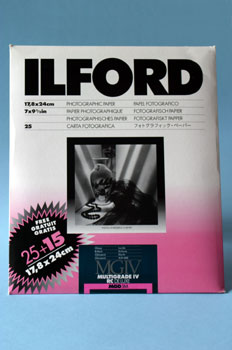 ILFORD
17,8x24cm PHOTOGRAPHIC PAPER PAPEL FOTOGRAFICO
7x9½in PAPIER PHOTOGRAPHIQUE FOTOGRAFISCH PAPIER
PHOTOGRAPHISCHES PAPIER FOTOGRAFISKT PAPPER
25 CARTA FOTOGRAFICA フォトグラフィック・ペーパー
FREE
GRATUIT
GRATIS
25+15
17,8x24cm
MGIV
MULTIGRADE IV
RC DELUXE